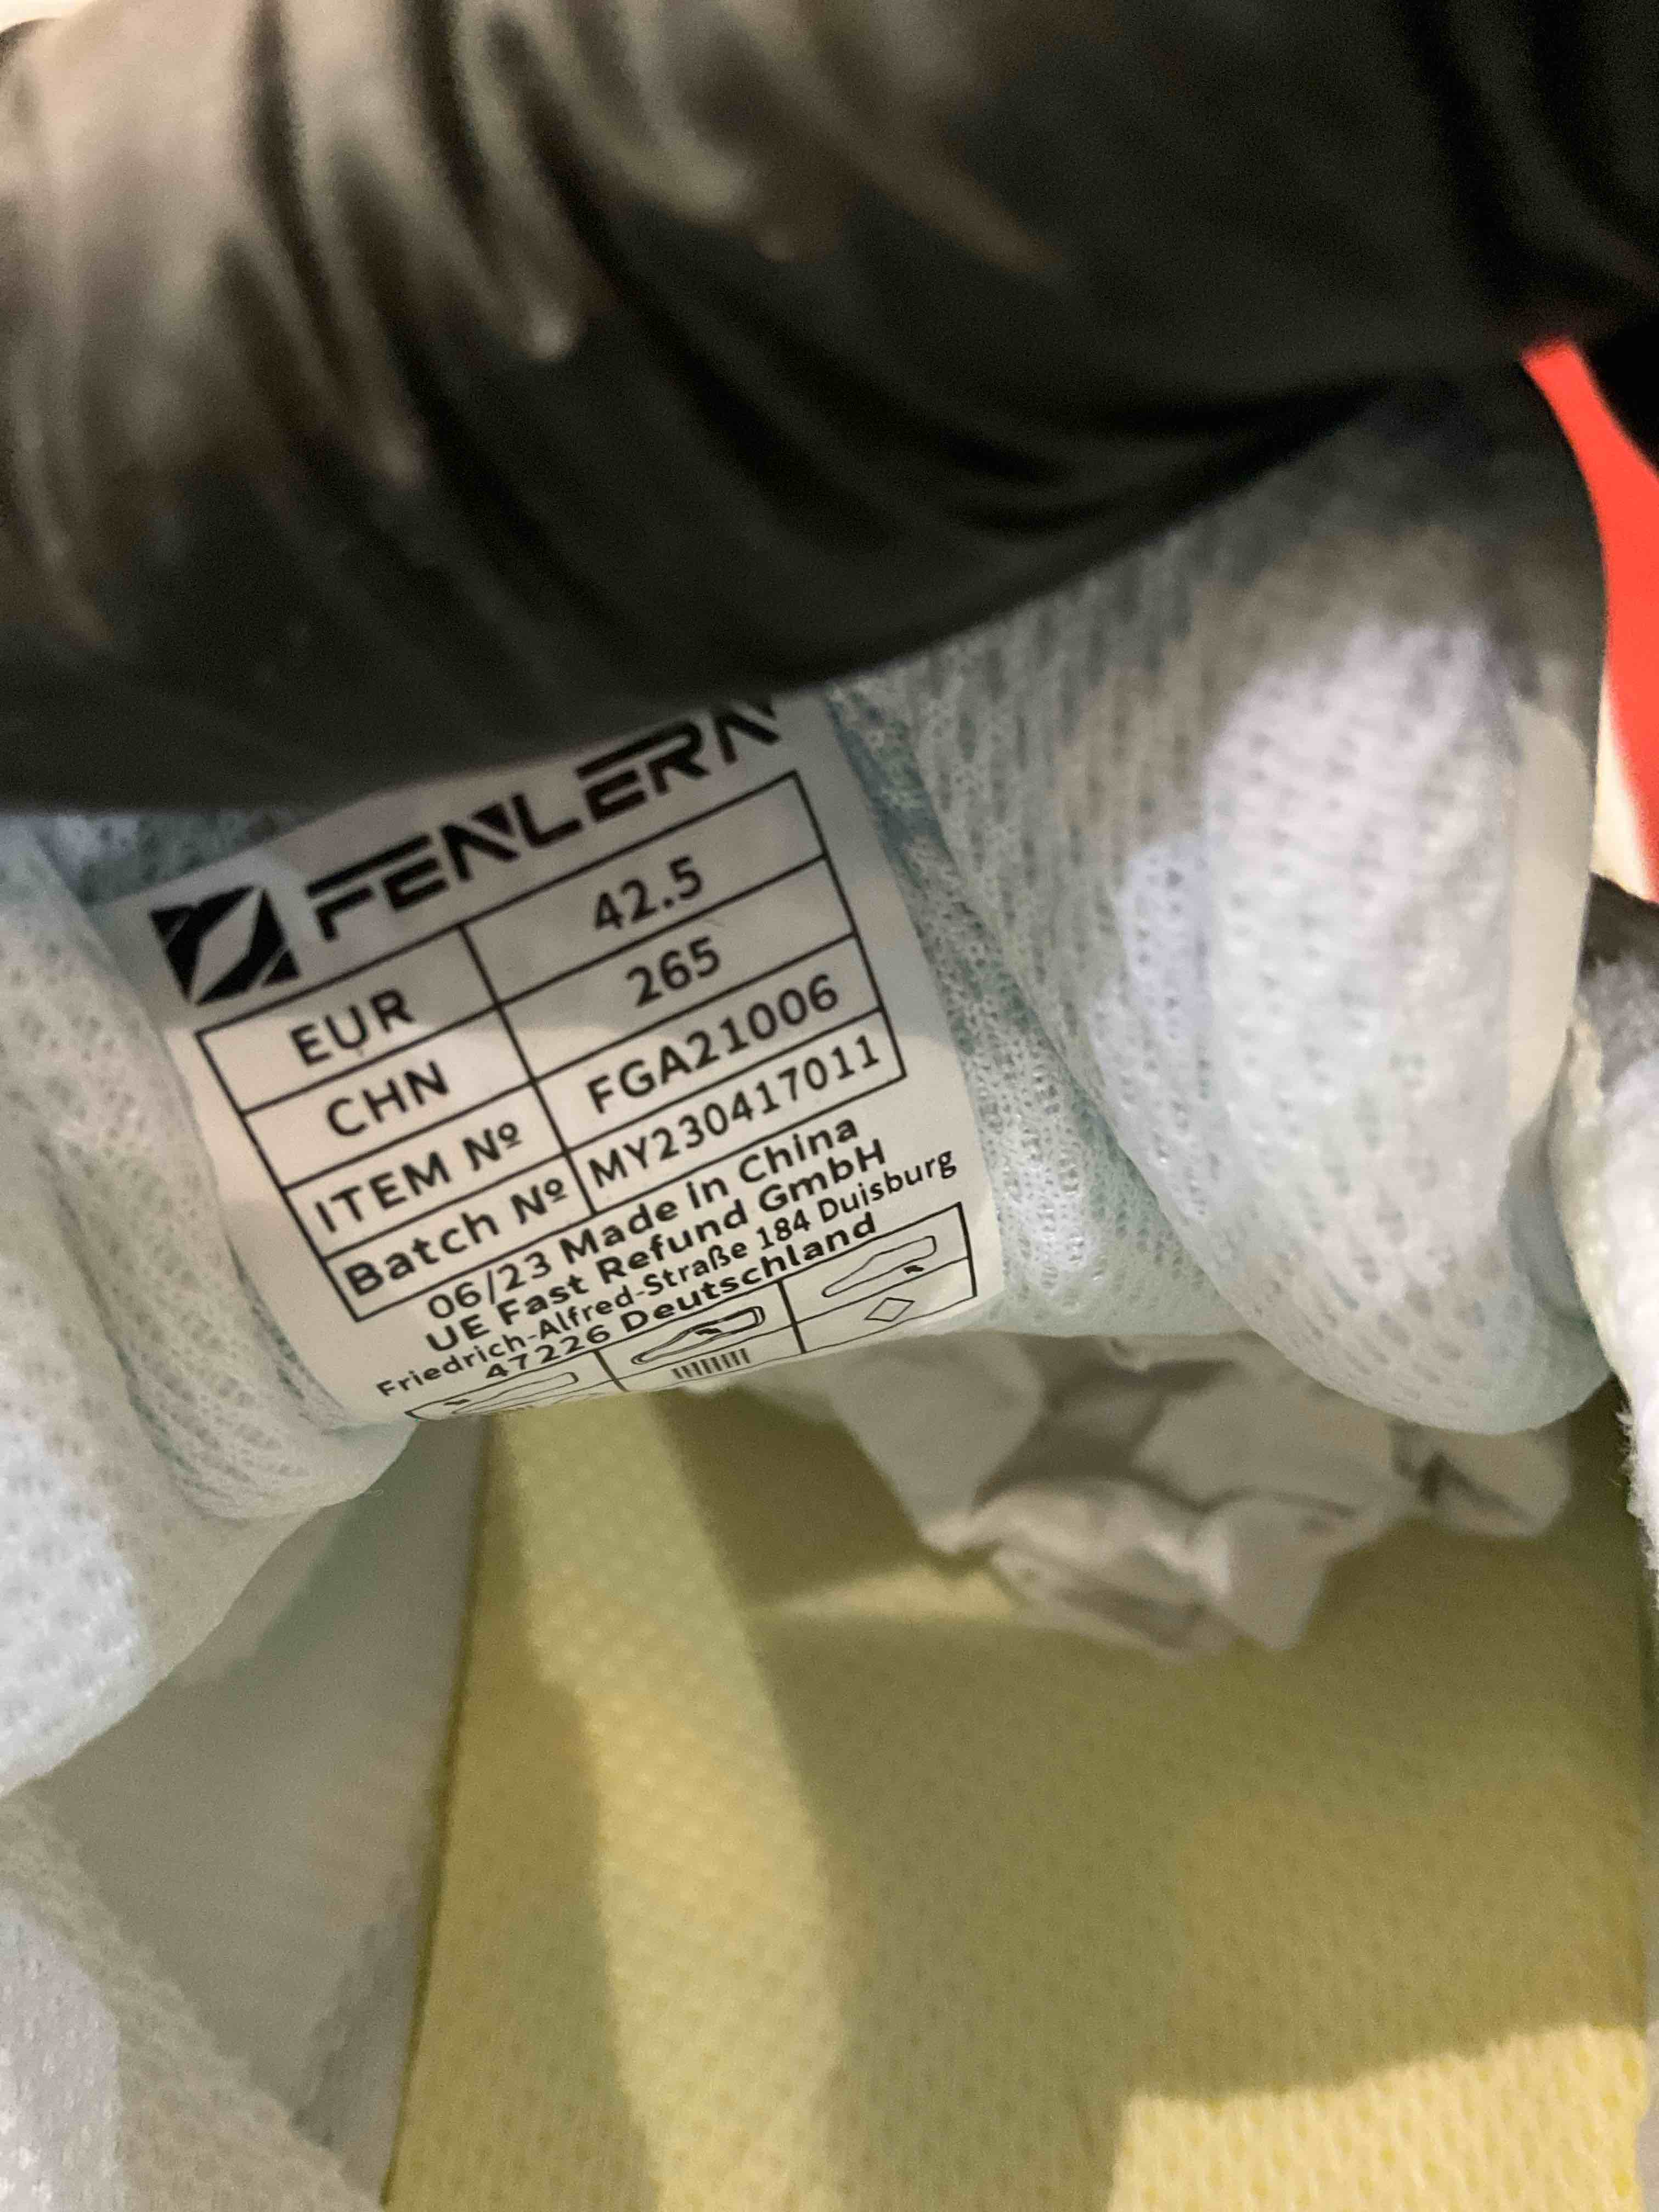 FENLERN
EUR 42.5
CHN 265
ITEM Nº FGA21006
Batch Nº MY230417011
06/23 Made in China
UE Fast Refund GmbH
Friedrich-Alfred-Straße 184 Duisburg
47226 Deutschland